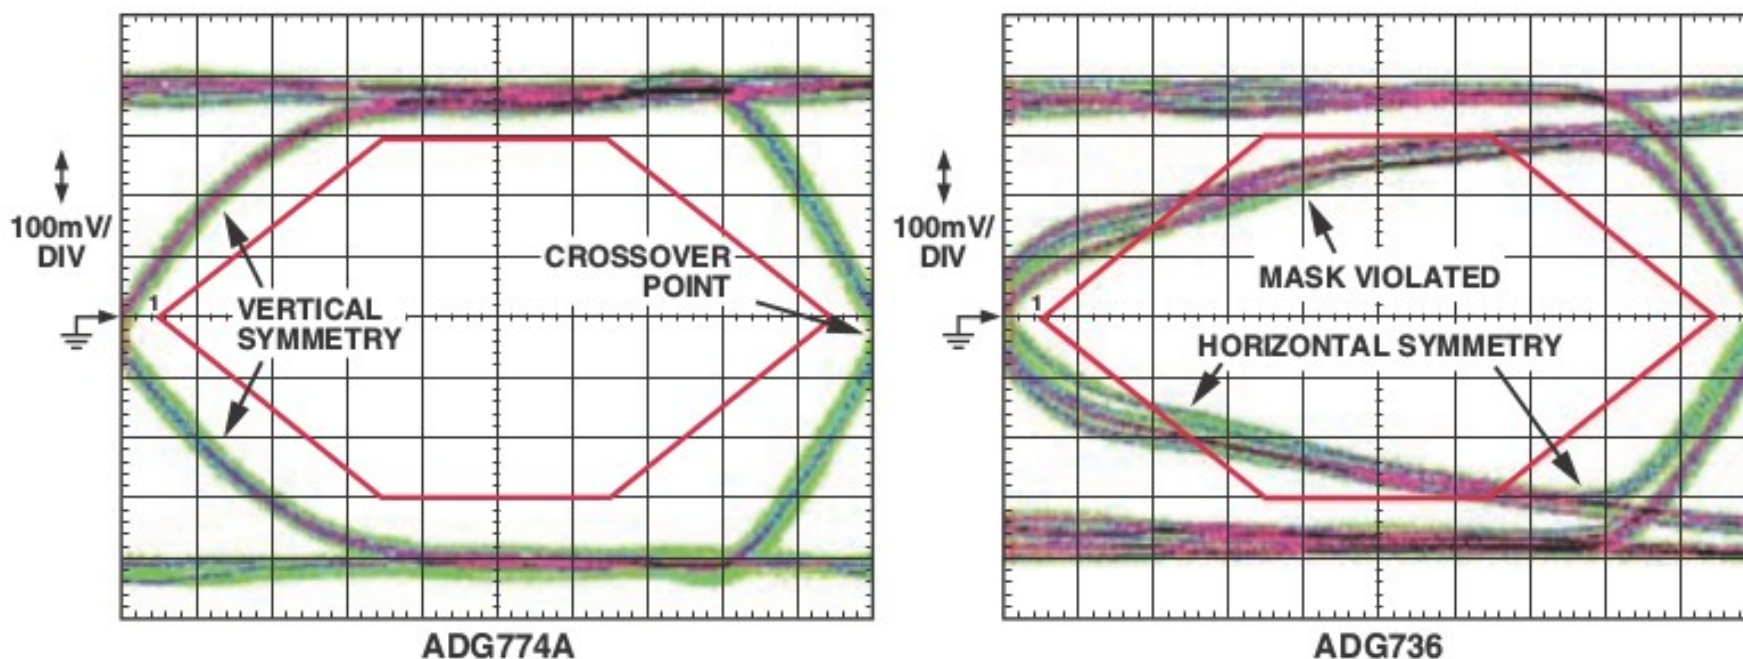 100mV/
DIV
1
VERTICAL
SYMMETRY
CROSSOVER
POINT
ADG774A
100mV/
DIV
1
MASK VIOLATED
HORIZONTAL SYMMETRY
ADG736